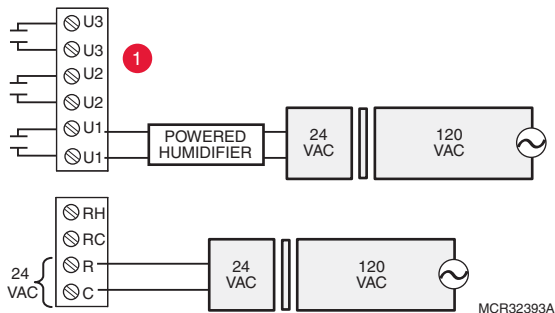 U3
U3
1
U2
U2
U1
U1
POWERED
HUMIDIFIER
24
VAC
120
VAC
RH
RC
R
C
24
VAC
24
VAC
120
VAC
MCR32393A